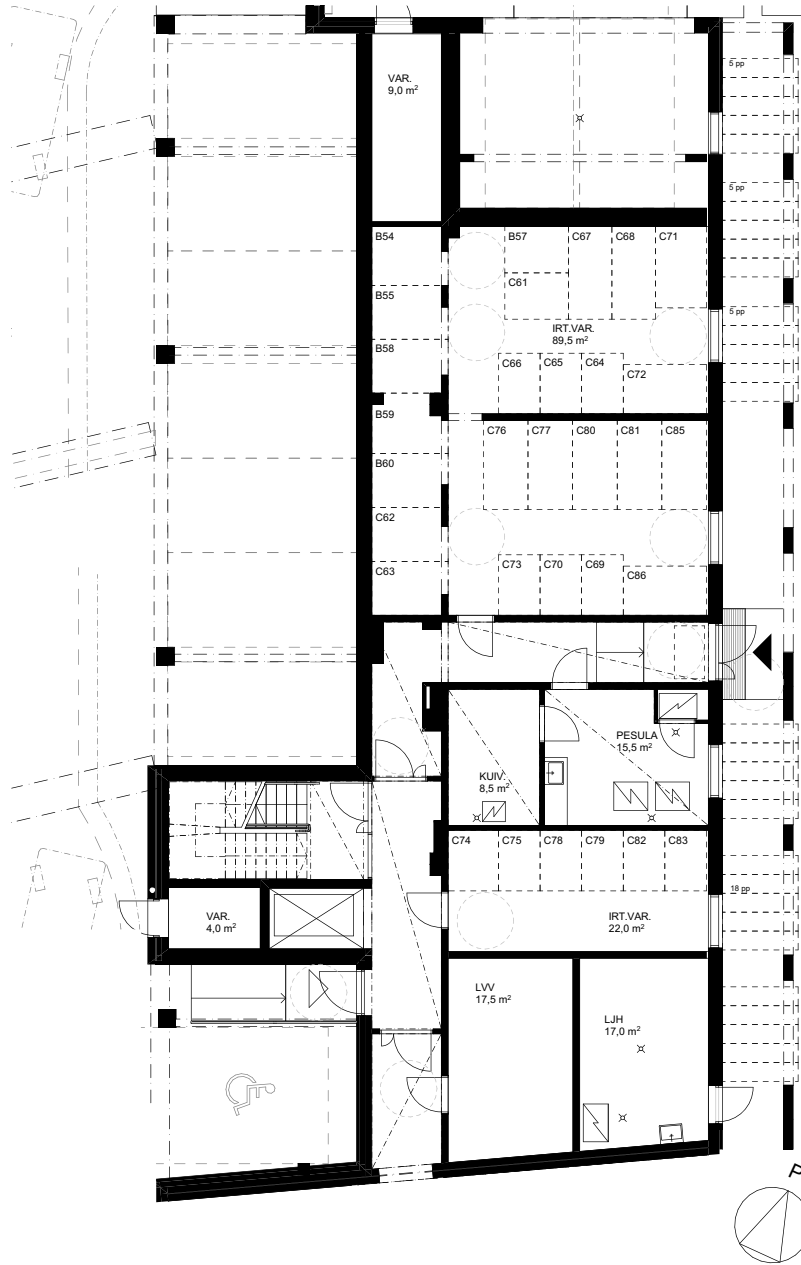 5 pp
VAR.
9,0 m²
5 pp
B54
B57
C67
C68
C71
C61
B55
5 pp
IRT.VAR.
89,5 m²
B58
C66
C65
C64
C72
B59
C76
C77
C80
C81
C85
B60
C62
C63
C73
C70
C69
C86
PESULA
15,5 m²
KUIV.
8,5 m²
C74
C75
C78
C79
C82
C83
18 pp
VAR.
4,0 m²
IRT.VAR.
22,0 m²
LVV
17,5 m²
LJH
17,0 m²
P